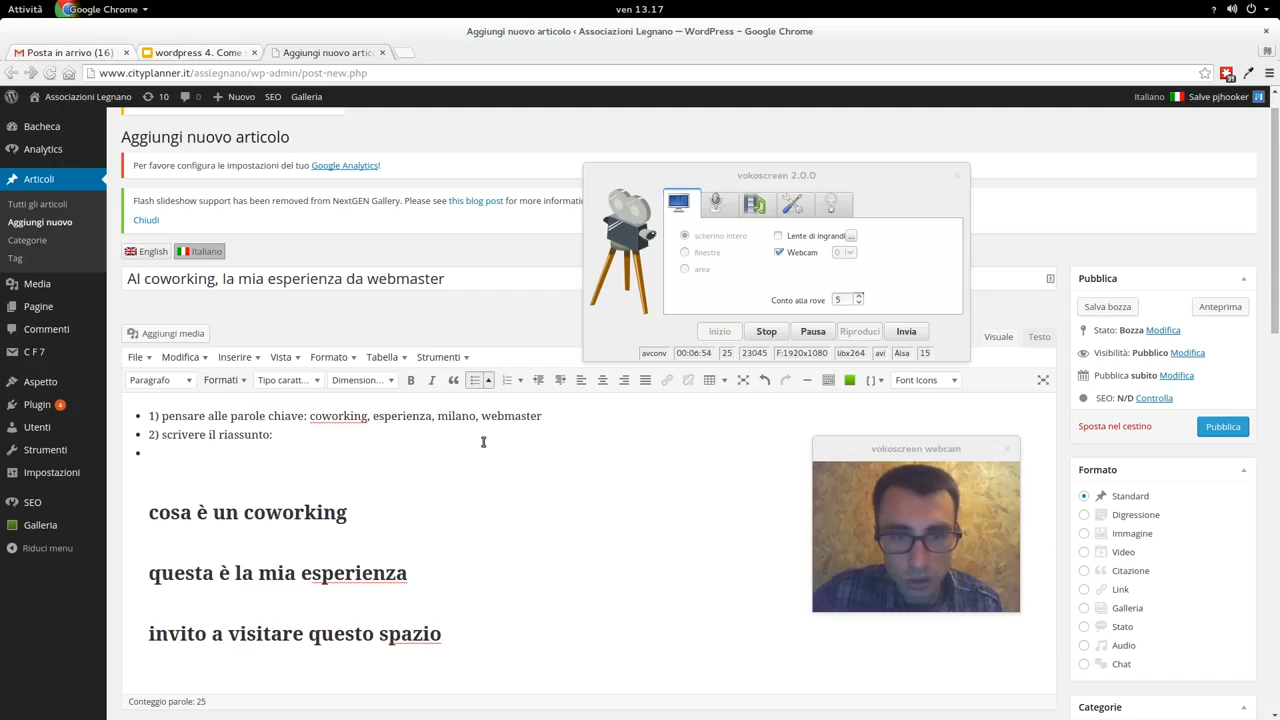 Attività
Google Chrome
ven 13.17
?
Aggiungi nuovo articolo ‹ Associazioni Legnano — WordPress – Google Chrome
Posta in arrivo (16)
wordpress 4. Come
Aggiungi nuovo artic
www.cityplanner.it/asslegnano/wp-admin/post-new.php
Associazioni Legnano
10
0
+ Nuovo
SEO
Galleria
Italiano
Salve pjhooker
Bacheca
Analytics
Articoli
Tutti gli articoli
Aggiungi nuovo
Categorie
Tag
Media
Pagine
Commenti
C F 7
Aspetto
Plugin 4
Utenti
Strumenti
Impostazioni
SEO
Galleria
Riduci menu
Aggiungi nuovo articolo
Per favore configura le impostazioni del tuo Google Analytics!
Flash slideshow support has been removed from NextGEN Gallery. Please see this blog post for more informatio
Chiudi
English
Italiano
Al coworking, la mia esperienza da webmaster
Aggiungi media
Visuale
Testo
File
Modifica
Inserire
Vista
Formato
Tabella
Strumenti
Paragrafo
Formati
Tipo caratt...
Dimension...
B
I
Font Icons
• 1) pensare alle parole chiave: coworking, esperienza, milano, webmaster
• 2) scrivere il riassunto:
•
cosa è un coworking
questa è la mia esperienza
invito a visitare questo spazio
Conteggio parole: 25
vokoscreen 2.0.0
schermo intero
finestre
area
Lente di ingrandi
...
Webcam
0
Conto alla rove
5
inizio
Stop
Pausa
Riproduci
Invia
avconv
00:06:54
25
23045
F:1920x1080
libx264
avi
Alsa
15
vokoscreen webcam
Pubblica
Salva bozza
Anteprima
Stato: Bozza Modifica
Visibilità: Pubblico Modifica
Pubblica subito Modifica
SEO: N/D Controlla
Sposta nel cestino
Pubblica
Formato
Standard
Digressione
Immagine
Video
Citazione
Link
Galleria
Stato
Audio
Chat
Categorie